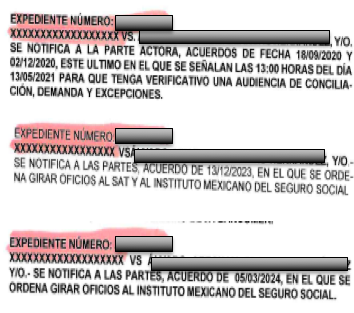 EXPEDIENTE NÚMERO:
XXXXXXXXXXXXXXXXXXX VS. , Y/O.
SE NOTIFICA A LA PARTE ACTORA, ACUERDOS DE FECHA 18/09/2020 Y
02/12/2020, ESTE ULTIMO EN EL QUE SE SEÑALAN LAS 13:00 HORAS DEL DÍA
13/05/2021 PARA QUE TENGA VERIFICATIVO UNA AUDIENCIA DE CONCILIA-
CIÓN, DEMANDA Y EXCEPCIONES.
EXPEDIENTE NÚMERO:
XXXXXXXXXXXXXXXXX , Y/O.-
SE NOTIFICA A LAS PARTES, ACUERDO DE 13/12/2023, EN EL QUE SE ORDE-
NA GIRAR OFICIOS AL SAT Y AL INSTITUTO MEXICANO DEL SEGURO SOCIAL
EXPEDIENTE NÚMERO:
XXXXXXXXXXXXXXXXXXX VS
Y/O.- SE NOTIFICA A LAS PARTES, ACUERDO DE 05/03/2024, EN EL QUE SE
ORDENA GIRAR OFICIOS AL INSTITUTO MEXICANO DEL SEGURO SOCIAL.